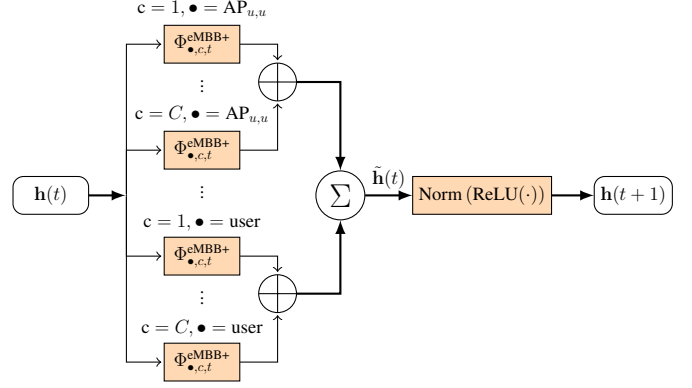 c = 1, • = AP_{u,u}
Φ^{eMBB+}_{•,c,t}
⋮
c = C, • = AP_{u,u}
Φ^{eMBB+}_{•,c,t}
⋮
h(t)
∑
h̃(t)
Norm (ReLU(·))
h(t + 1)
c = 1, • = user
Φ^{eMBB+}_{•,c,t}
⋮
c = C, • = user
Φ^{eMBB+}_{•,c,t}